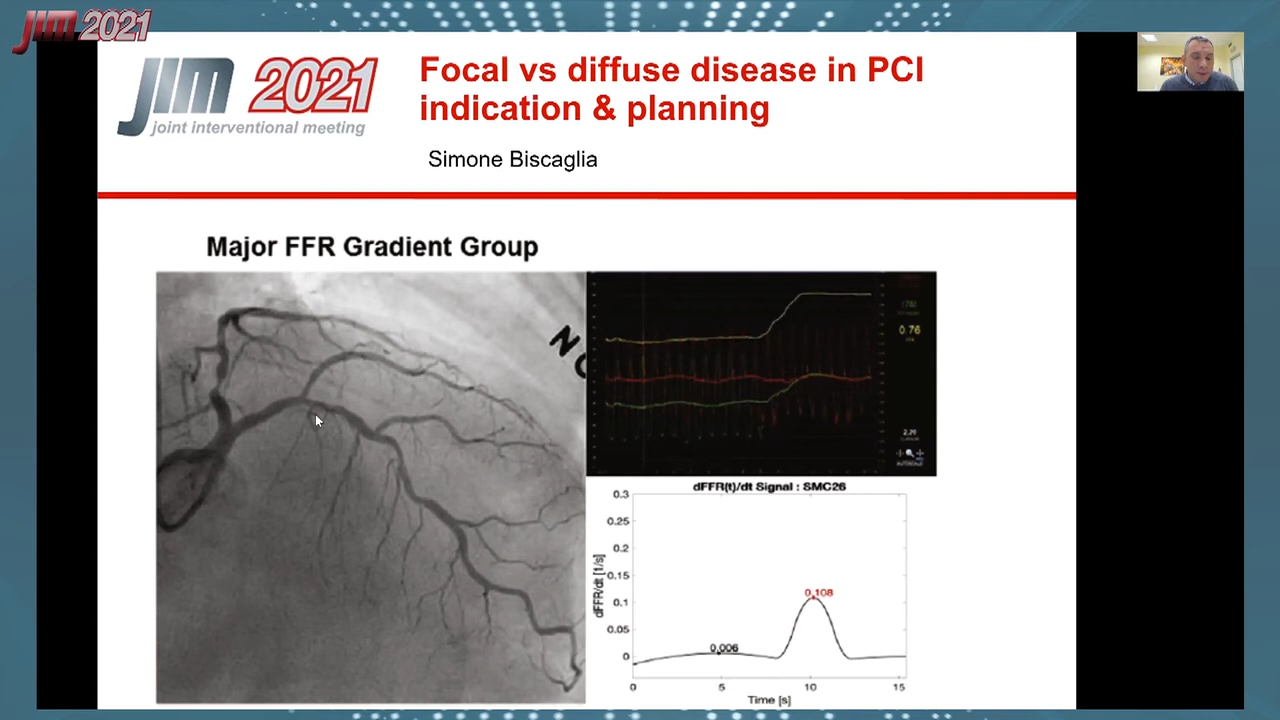 JIM 2021
JIM 2021
joint interventional meeting
Focal vs diffuse disease in PCI
indication & planning
Simone Biscaglia
Major FFR Gradient Group
NO
0.76
dFFR(t)/dt Signal : SMC26
0.3
0.25
0.2
0.15
0.1
0.05
0
dFFR/dt [1/s]
0.006
0.108
0
5
10
15
Time [s]